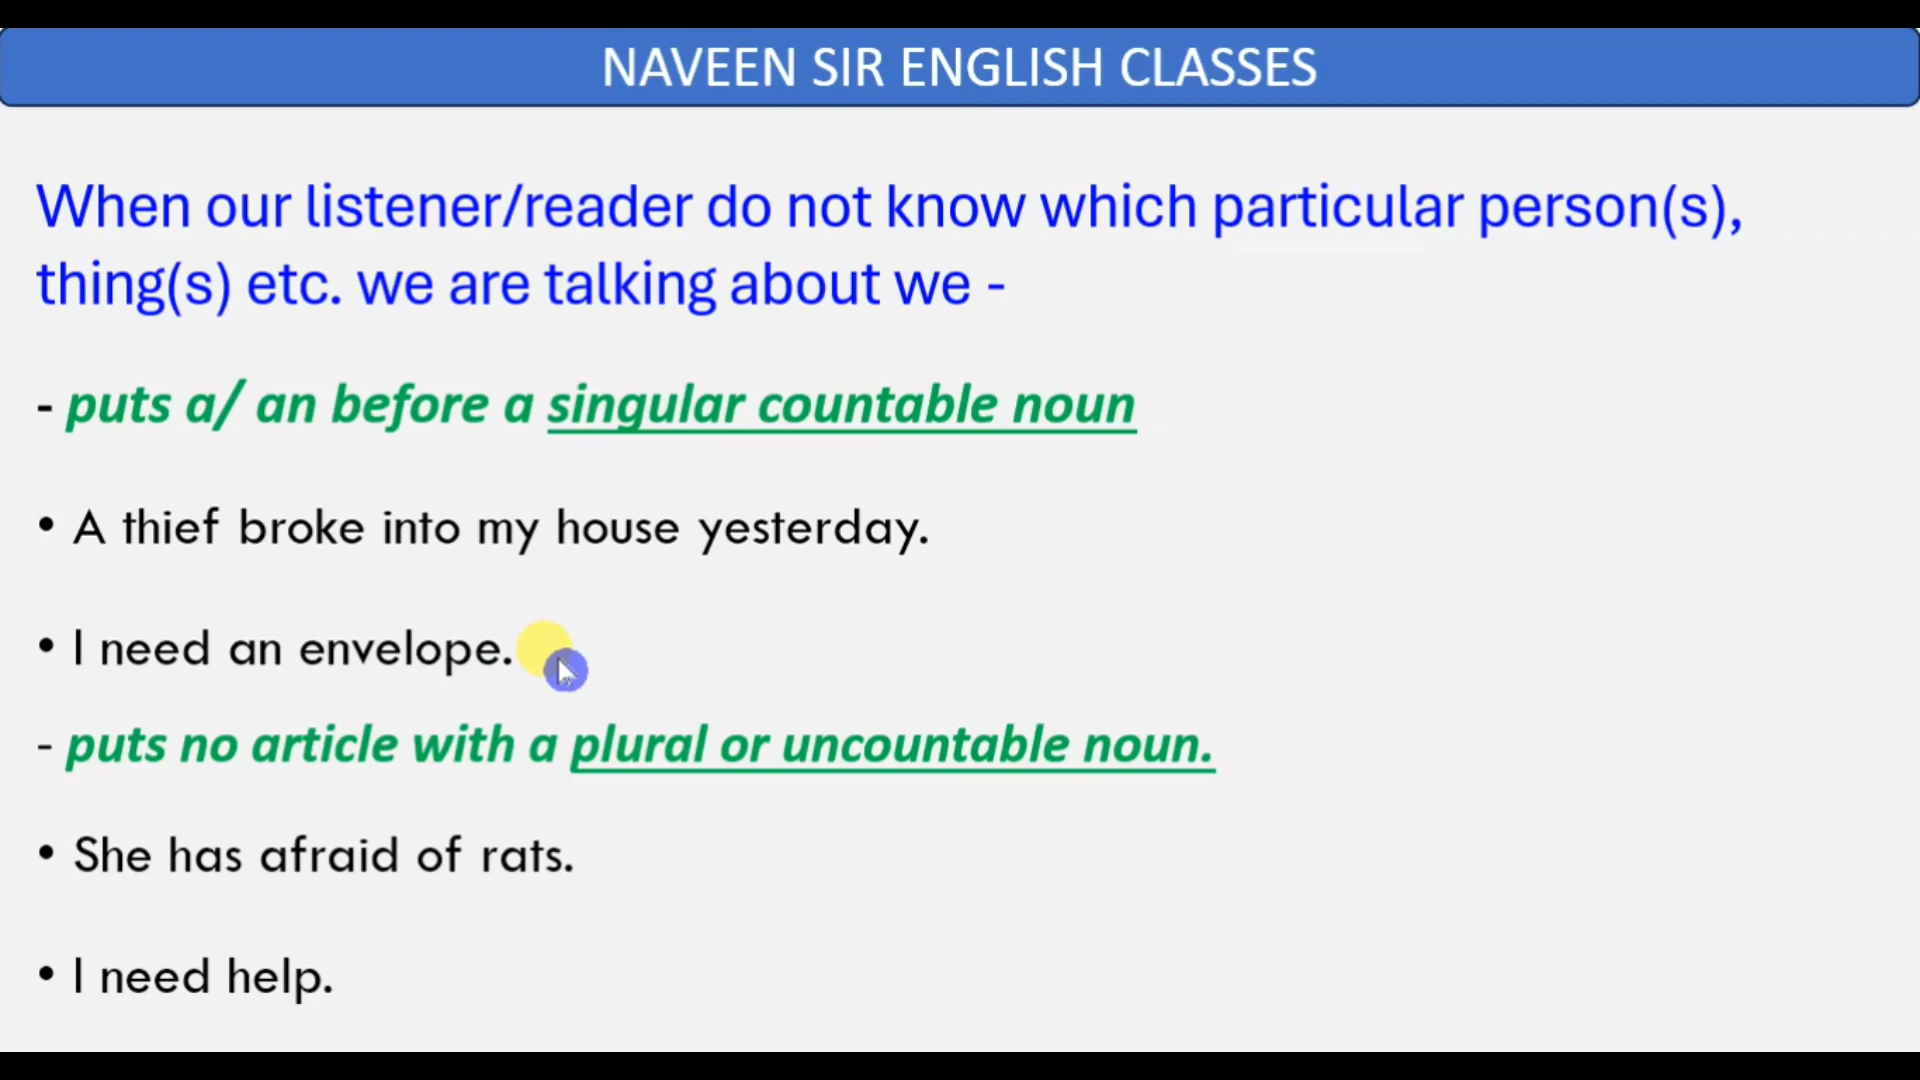 NAVEEN SIR ENGLISH CLASSES
When our listener/reader do not know which particular person(s),
thing(s) etc. we are talking about we -
- puts a/ an before a singular countable noun
• A thief broke into my house yesterday.
• I need an envelope.
- puts no article with a plural or uncountable noun.
• She has afraid of rats.
• I need help.